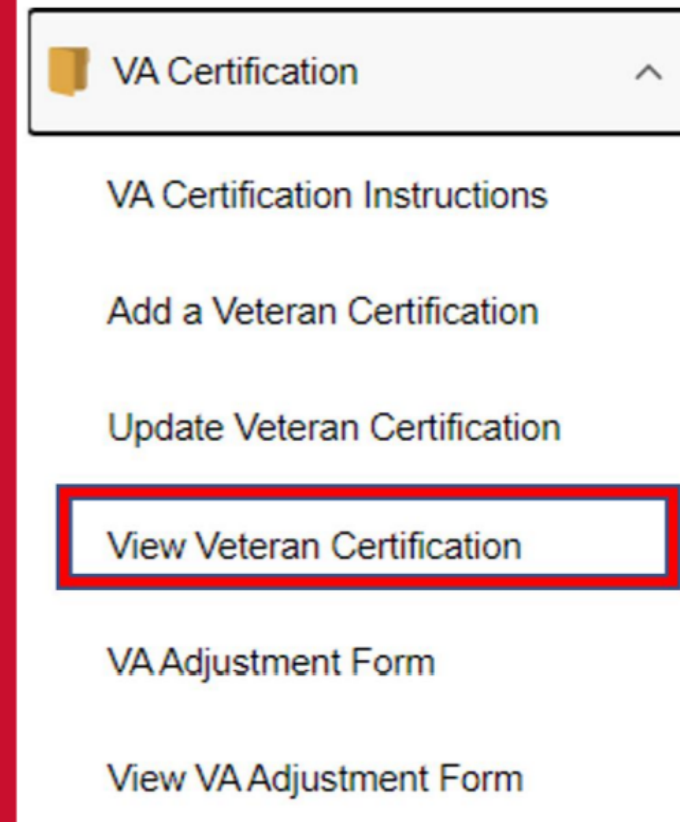 VA Certification
VA Certification Instructions
Add a Veteran Certification
Update Veteran Certification
View Veteran Certification
VA Adjustment Form
View VA Adjustment Form